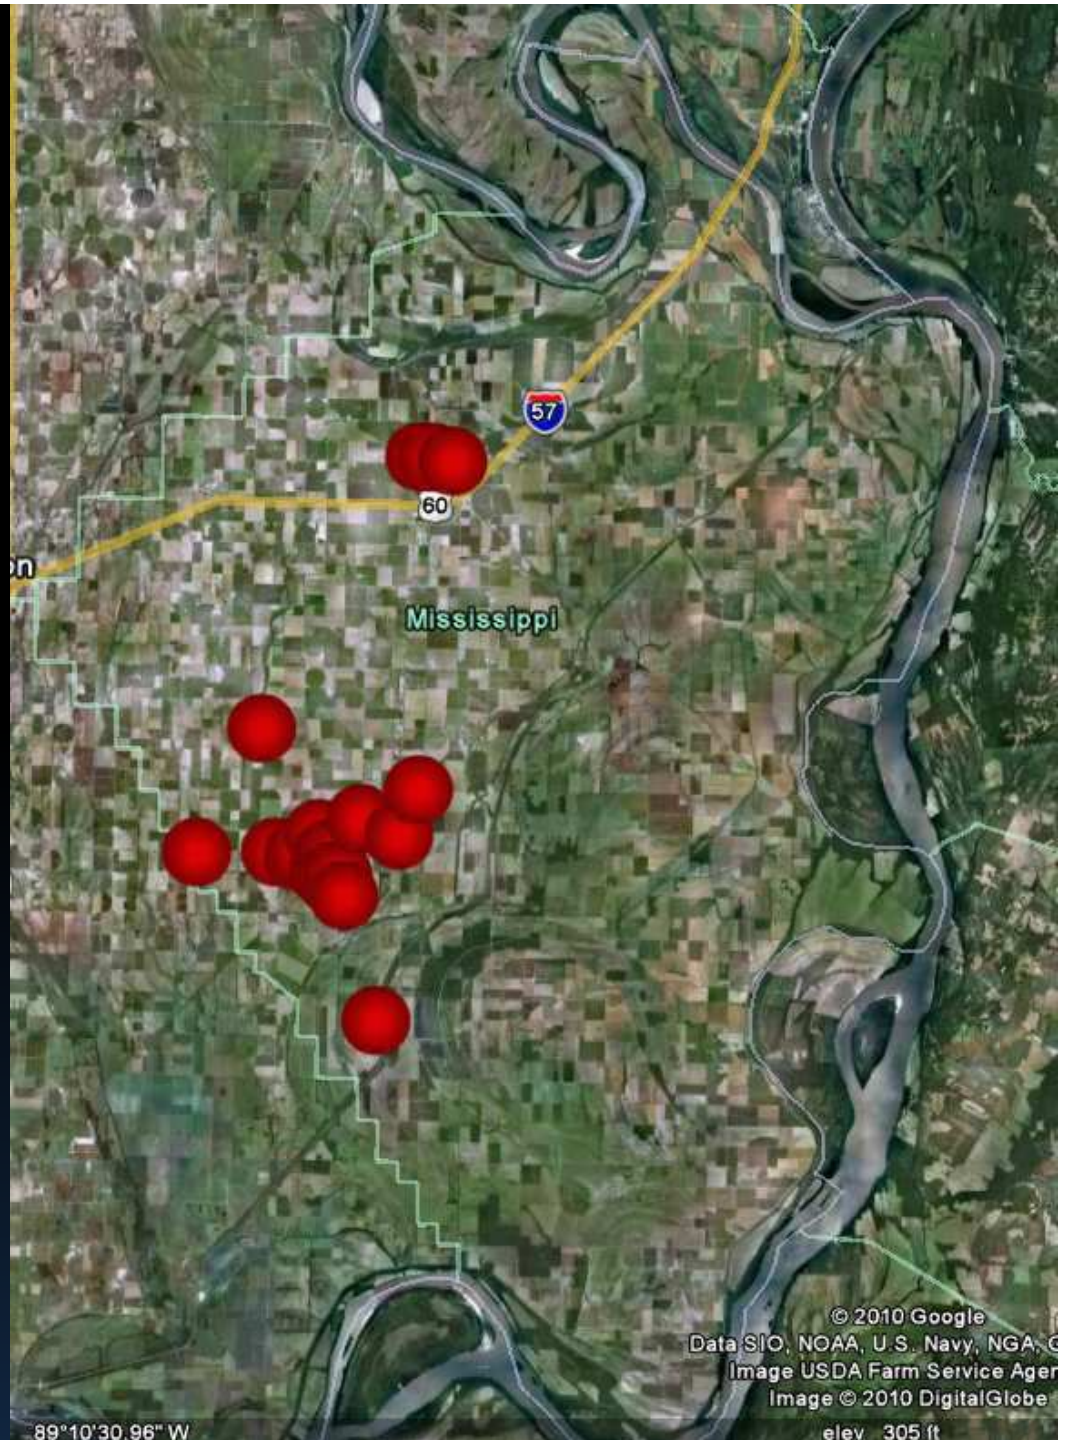 57
60
on
Mississippi
© 2010 Google
Data SIO, NOAA, U.S. Navy, NGA, G
Image USDA Farm Service Agen
Image © 2010 DigitalGlobe
89°10'30.96" W
elev 305 ft